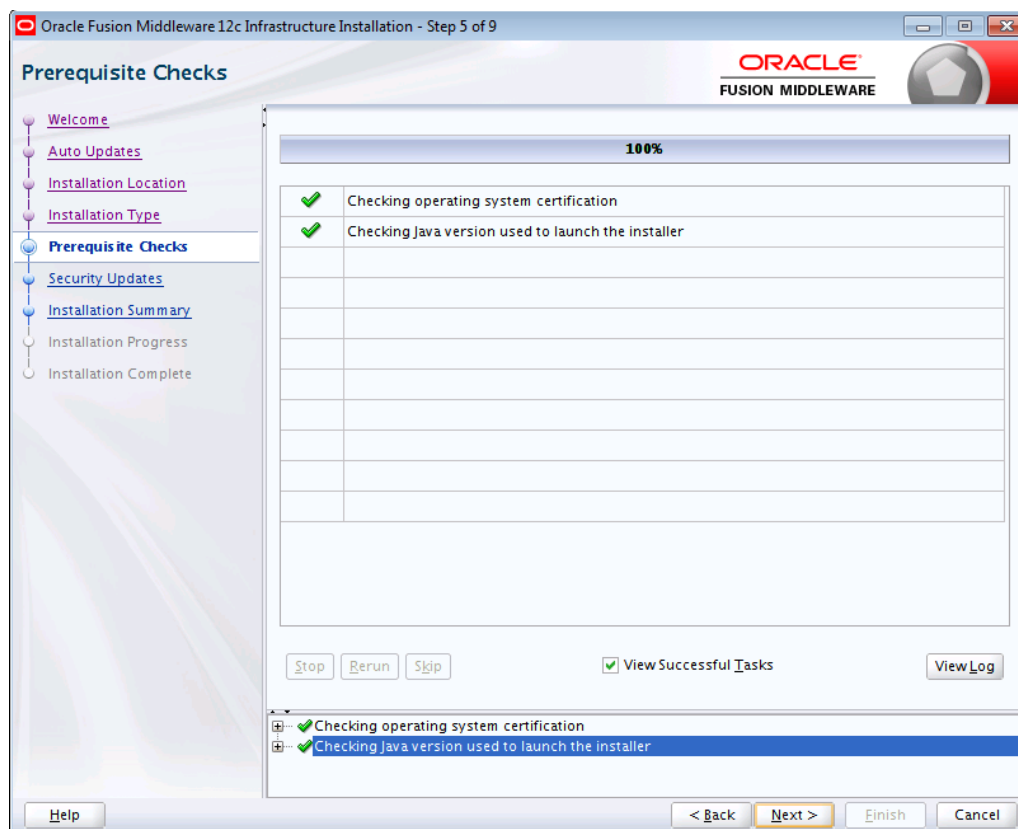 Oracle Fusion Middleware 12c Infrastructure Installation - Step 5 of 9
Prerequisite Checks
ORACLE
FUSION MIDDLEWARE
Welcome
Auto Updates
Installation Location
Installation Type
Prerequisite Checks
Security Updates
Installation Summary
Installation Progress
Installation Complete
100%
Checking operating system certification
Checking Java version used to launch the installer
Stop Rerun Skip View Successful Tasks View Log
Checking operating system certification
Checking Java version used to launch the installer
Help < Back Next > Finish Cancel